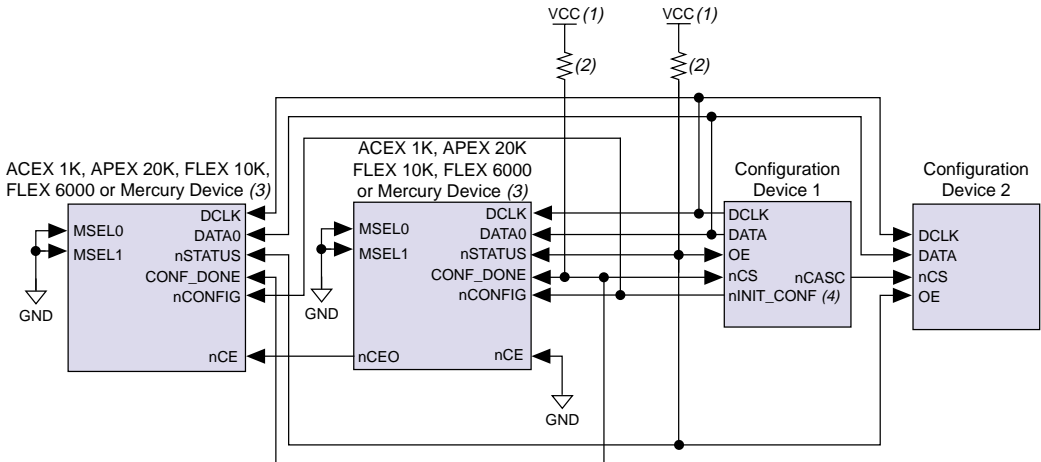 VCC (1)
VCC (1)
(2)
(2)
ACEX 1K, APEX 20K, FLEX 10K,
FLEX 6000 or Mercury Device (3)
MSEL0
MSEL1
GND
DCLK
DATA0
nSTATUS
CONF_DONE
nCONFIG
nCE
ACEX 1K, APEX 20K
FLEX 10K, FLEX 6000
or Mercury Device (3)
MSEL0
MSEL1
GND
DCLK
DATA0
nSTATUS
CONF_DONE
nCONFIG
nCEO
nCE
GND
Configuration
Device 1
DCLK
DATA
OE
nCS
nCASC
nINIT_CONF (4)
Configuration
Device 2
DCLK
DATA
nCS
OE